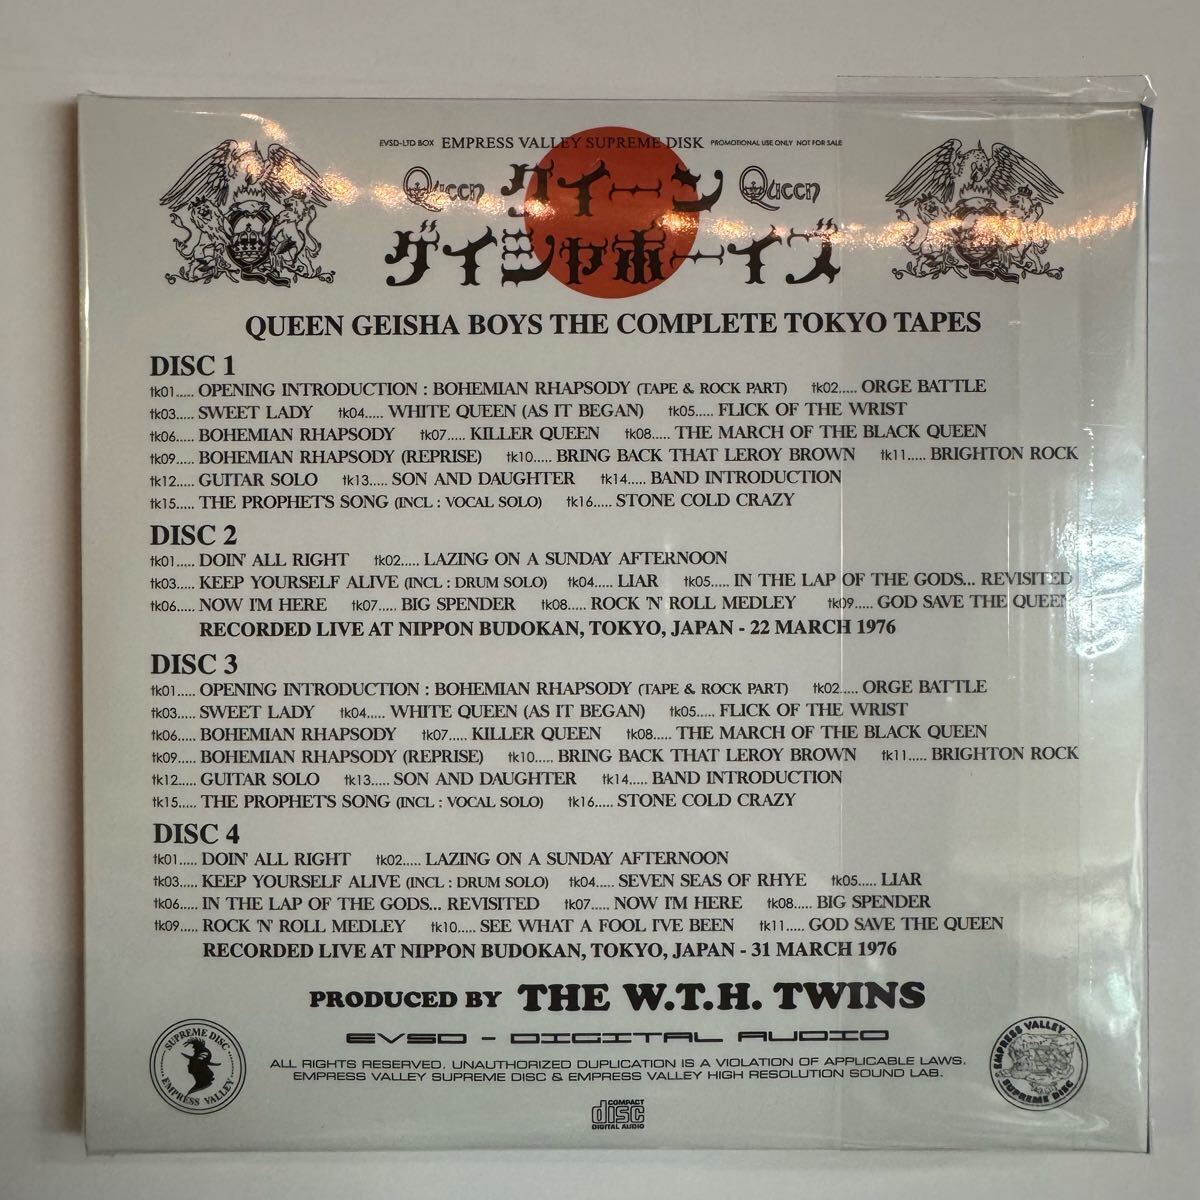 EVSD-LTD BOX EMPRESS VALLEY SUPREME DISK PROMOTIONAL USE ONLY NOT FOR SALE
Queen クイーン Queen
ゲイシャボーイズ
QUEEN GEISHA BOYS THE COMPLETE TOKYO TAPES
DISC 1
tk01..... OPENING INTRODUCTION : BOHEMIAN RHAPSODY (TAPE & ROCK PART) tk02..... ORGE BATTLE
tk03..... SWEET LADY tk04..... WHITE QUEEN (AS IT BEGAN) tk05..... FLICK OF THE WRIST
tk06..... BOHEMIAN RHAPSODY tk07..... KILLER QUEEN tk08..... THE MARCH OF THE BLACK QUEEN
tk09..... BOHEMIAN RHAPSODY (REPRISE) tk10..... BRING BACK THAT LEROY BROWN tk11..... BRIGHTON ROCK
tk12..... GUITAR SOLO tk13..... SON AND DAUGHTER tk14..... BAND INTRODUCTION
tk15..... THE PROPHET'S SONG (INCL : VOCAL SOLO) tk16..... STONE COLD CRAZY
DISC 2
tk01..... DOIN' ALL RIGHT tk02..... LAZING ON A SUNDAY AFTERNOON
tk03..... KEEP YOURSELF ALIVE (INCL : DRUM SOLO) tk04..... LIAR tk05..... IN THE LAP OF THE GODS... REVISITED
tk06..... NOW I'M HERE tk07..... BIG SPENDER tk08..... ROCK 'N' ROLL MEDLEY tk09..... GOD SAVE THE QUEEN
RECORDED LIVE AT NIPPON BUDOKAN, TOKYO, JAPAN - 22 MARCH 1976
DISC 3
tk01..... OPENING INTRODUCTION : BOHEMIAN RHAPSODY (TAPE & ROCK PART) tk02..... ORGE BATTLE
tk03..... SWEET LADY tk04..... WHITE QUEEN (AS IT BEGAN) tk05..... FLICK OF THE WRIST
tk06..... BOHEMIAN RHAPSODY tk07..... KILLER QUEEN tk08..... THE MARCH OF THE BLACK QUEEN
tk09..... BOHEMIAN RHAPSODY (REPRISE) tk10..... BRING BACK THAT LEROY BROWN tk11..... BRIGHTON ROCK
tk12..... GUITAR SOLO tk13..... SON AND DAUGHTER tk14..... BAND INTRODUCTION
tk15..... THE PROPHET'S SONG (INCL : VOCAL SOLO) tk16..... STONE COLD CRAZY
DISC 4
tk01..... DOIN' ALL RIGHT tk02..... LAZING ON A SUNDAY AFTERNOON
tk03..... KEEP YOURSELF ALIVE (INCL : DRUM SOLO) tk04..... SEVEN SEAS OF RHYE tk05..... LIAR
tk06..... IN THE LAP OF THE GODS... REVISITED tk07..... NOW I'M HERE tk08..... BIG SPENDER
tk09..... ROCK 'N' ROLL MEDLEY tk10..... SEE WHAT A FOOL I'VE BEEN tk11..... GOD SAVE THE QUEEN
RECORDED LIVE AT NIPPON BUDOKAN, TOKYO, JAPAN - 31 MARCH 1976
PRODUCED BY THE W.T.H. TWINS
EVSD - DIGITAL AUDIO
ALL RIGHTS RESERVED. UNAUTHORIZED DUPLICATION IS A VIOLATION OF APPLICABLE LAWS.
EMPRESS VALLEY SUPREME DISC & EMPRESS VALLEY HIGH RESOLUTION SOUND LAB.
SUPREME DISC EMPRESS VALLEY
EMPRESS VALLEY SUPREME DISC
COMPACT
disc
DIGITAL AUDIO